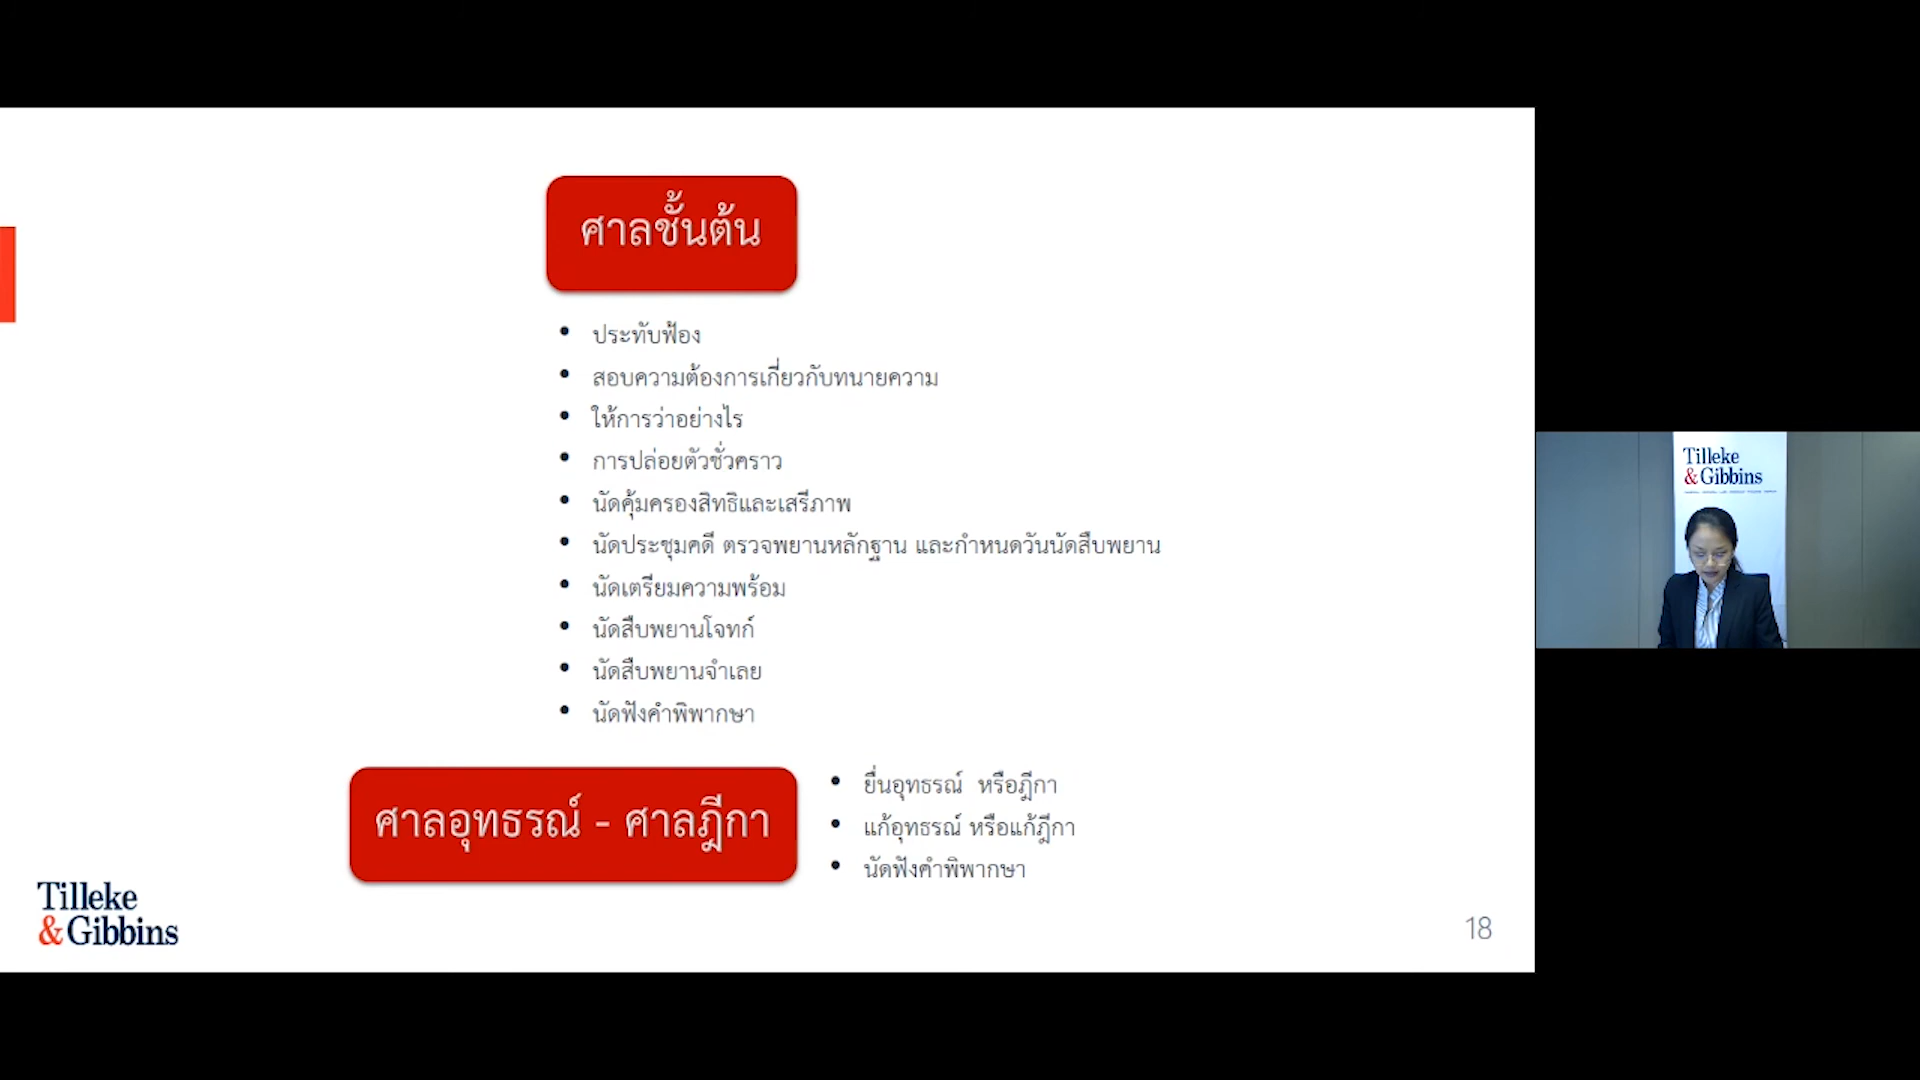 ศาลชั้นต้น
• ประทับฟ้อง
• สอบความต้องการเกี่ยวกับทนายความ
• ให้การว่าอย่างไร
• การปล่อยตัวชั่วคราว
• นัดคุ้มครองสิทธิและเสรีภาพ
• นัดประชุมคดี ตรวจพยานหลักฐาน และกำหนดวันนัดสืบพยาน
• นัดเตรียมความพร้อม
• นัดสืบพยานโจทก์
• นัดสืบพยานจำเลย
• นัดฟังคำพิพากษา
ศาลอุทธรณ์ - ศาลฎีกา
• ยื่นอุทธรณ์ หรือฎีกา
• แก้อุทธรณ์ หรือแก้ฎีกา
• นัดฟังคำพิพากษา
Tilleke
& Gibbins
18
Tilleke
& Gibbins